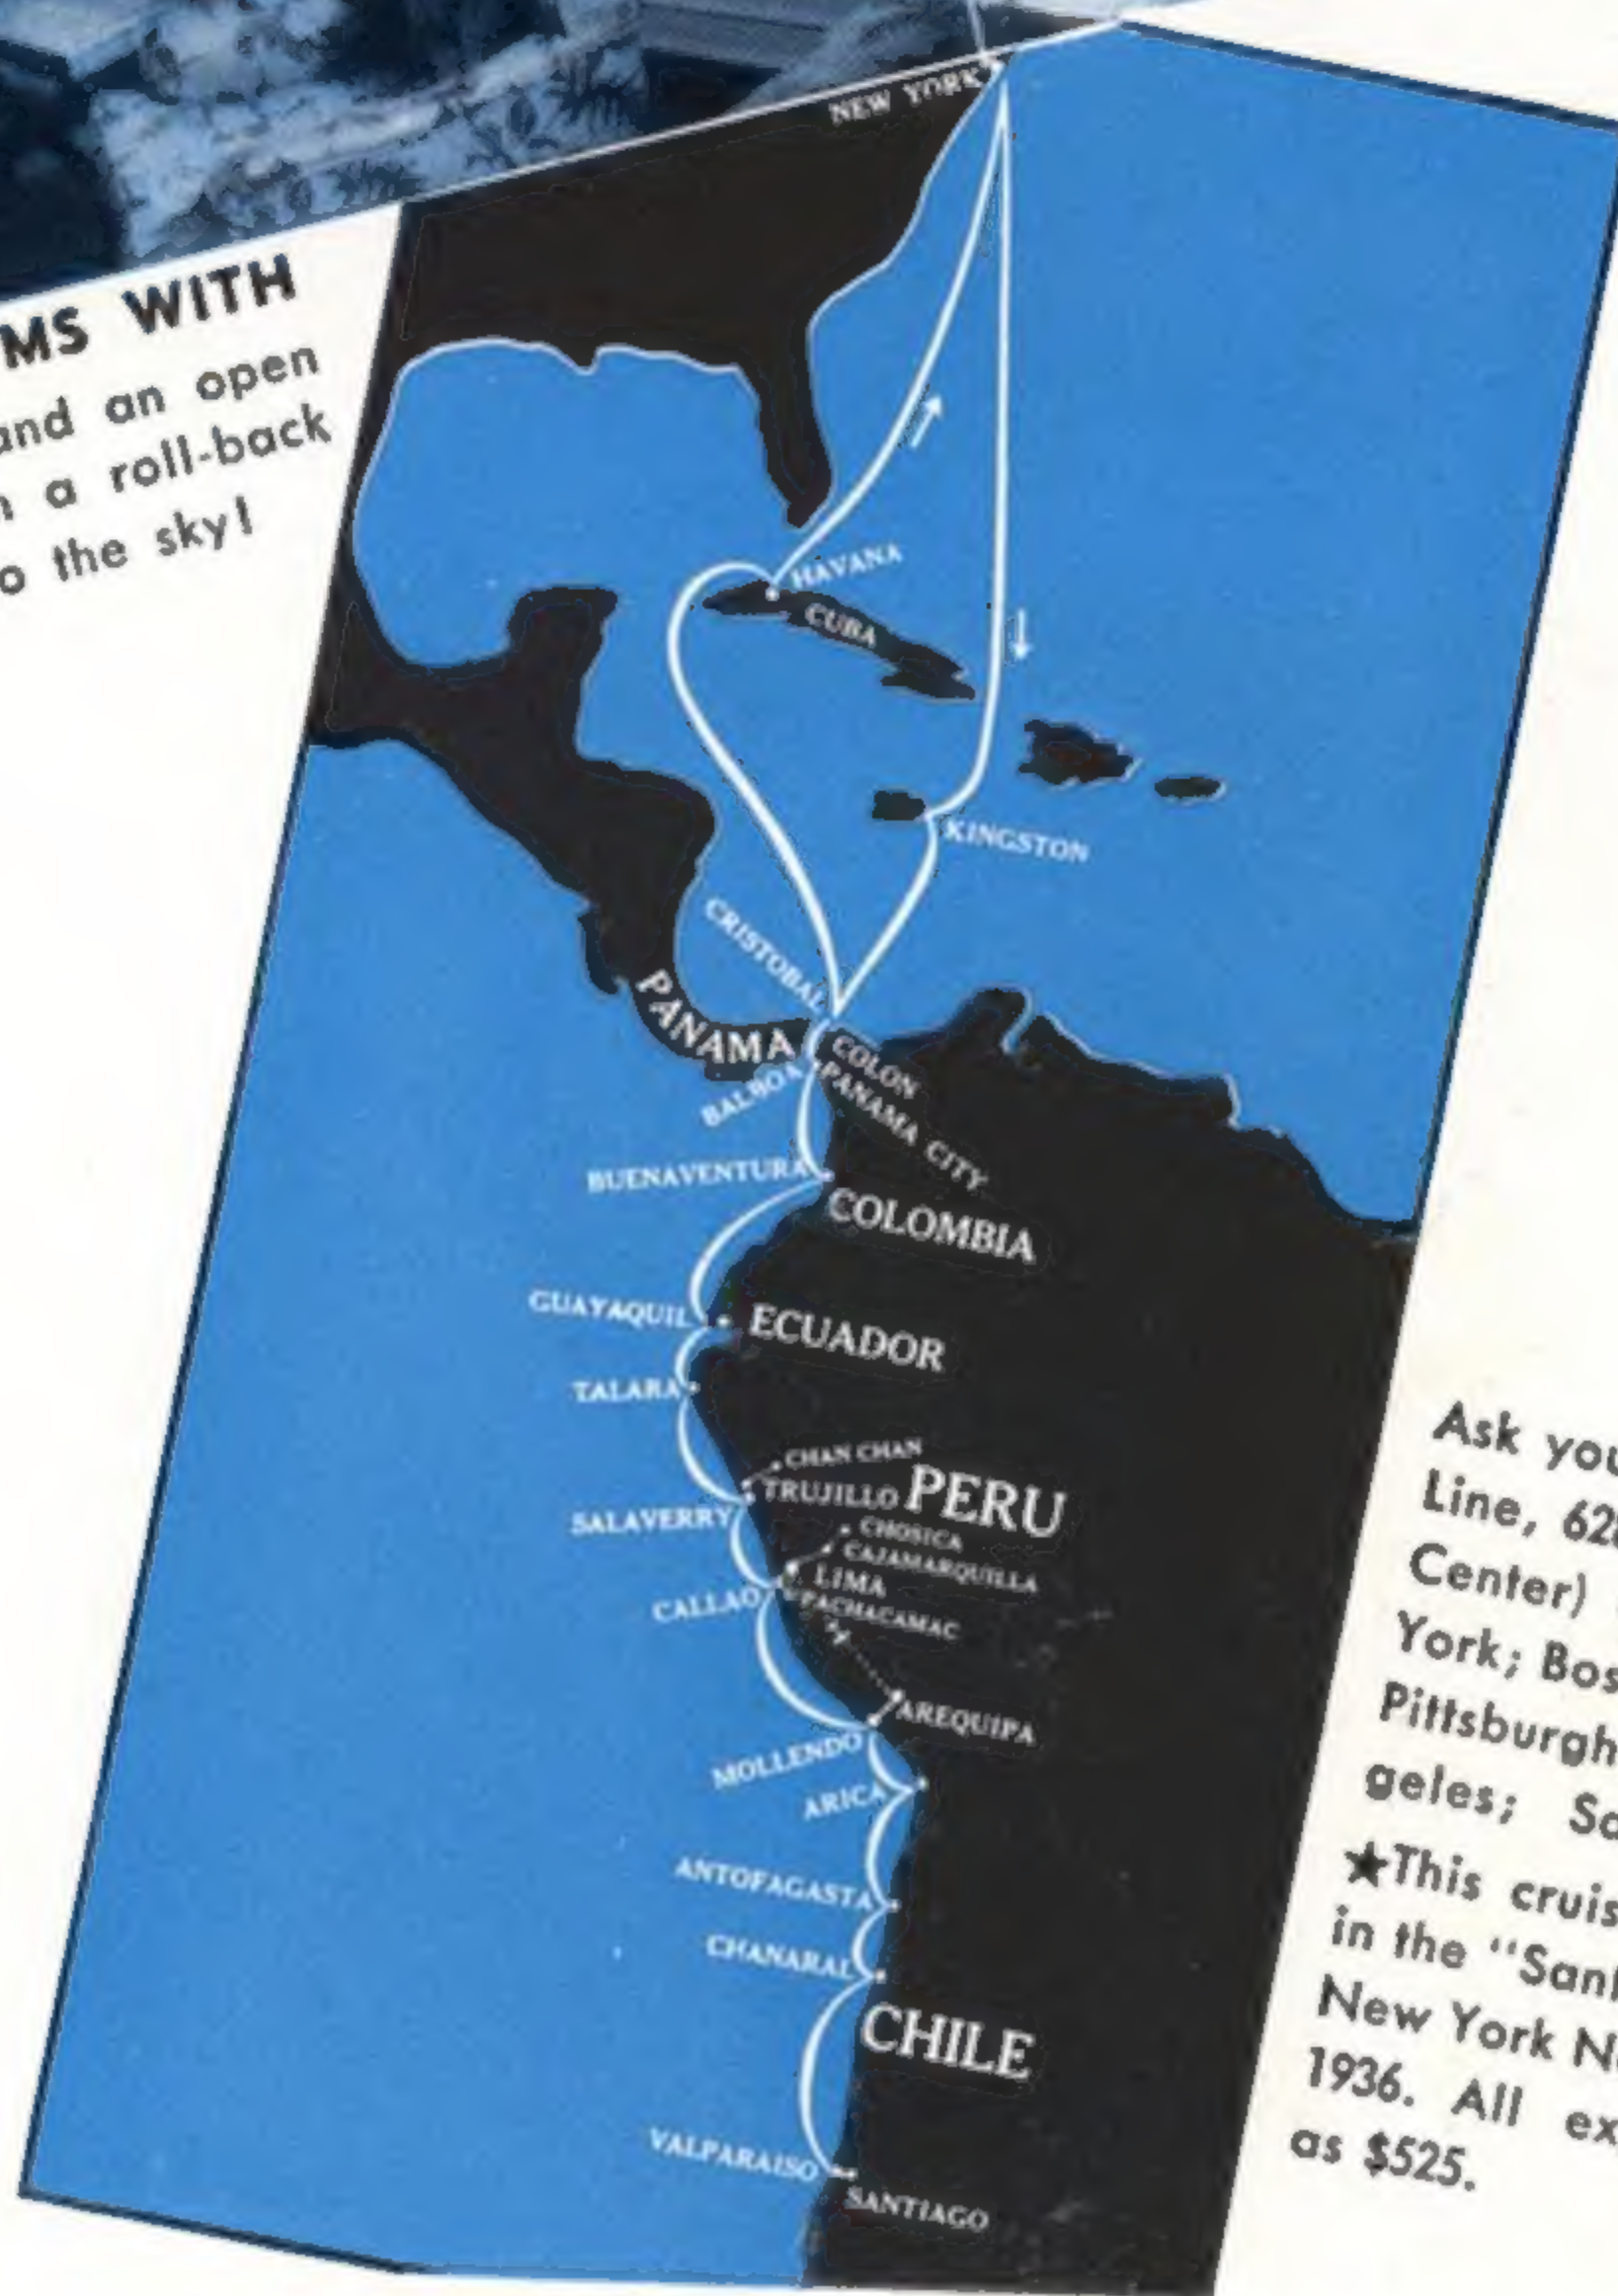 MS WITH
and an open
a roll-back
the sky!
NEW YORK
HAVANA
CUBA
KINGSTON
CRISTOBAL
PANAMA
COLON
BALBOA
PANAMA CITY
BUENAVENTURA
COLOMBIA
GUAYAQUIL
ECUADOR
TALARA
CHAN CHAN
TRUJILLO
PERU
SALAVERRY
CHOSICA
CAJAMARQUILLA
LIMA
CALLAO
PACHACAMAC
AREQUIPA
MOLLENDO
ARICA
ANTOFAGASTA
CHANARAL
CHILE
VALPARAISO
SANTIAGO
Ask you
Line, 62
Center)
York; Bos
Pittsburgh
geles; Sa
★This cruis
in the "San
New York N
1936. All ex
as $525.